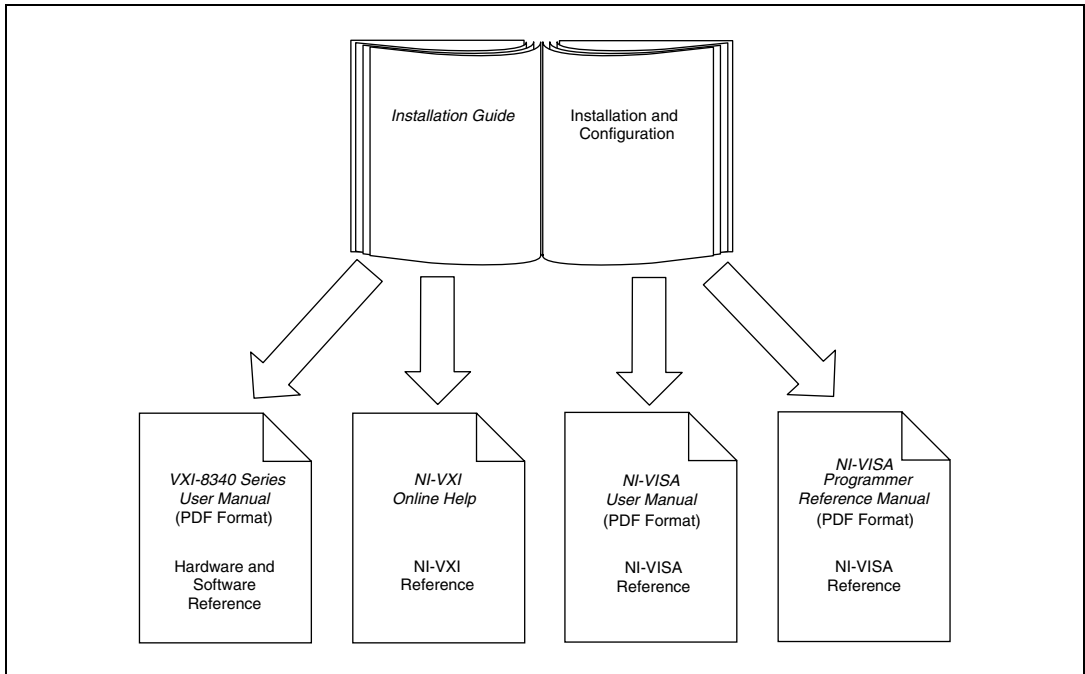 Installation Guide
Installation and
Configuration
VXI-8340 Series
User Manual
(PDF Format)
Hardware and
Software
Reference
NI-VXI
Online Help
NI-VXI
Reference
NI-VISA
User Manual
(PDF Format)
NI-VISA
Reference
NI-VISA
Programmer
Reference Manual
(PDF Format)
NI-VISA
Reference